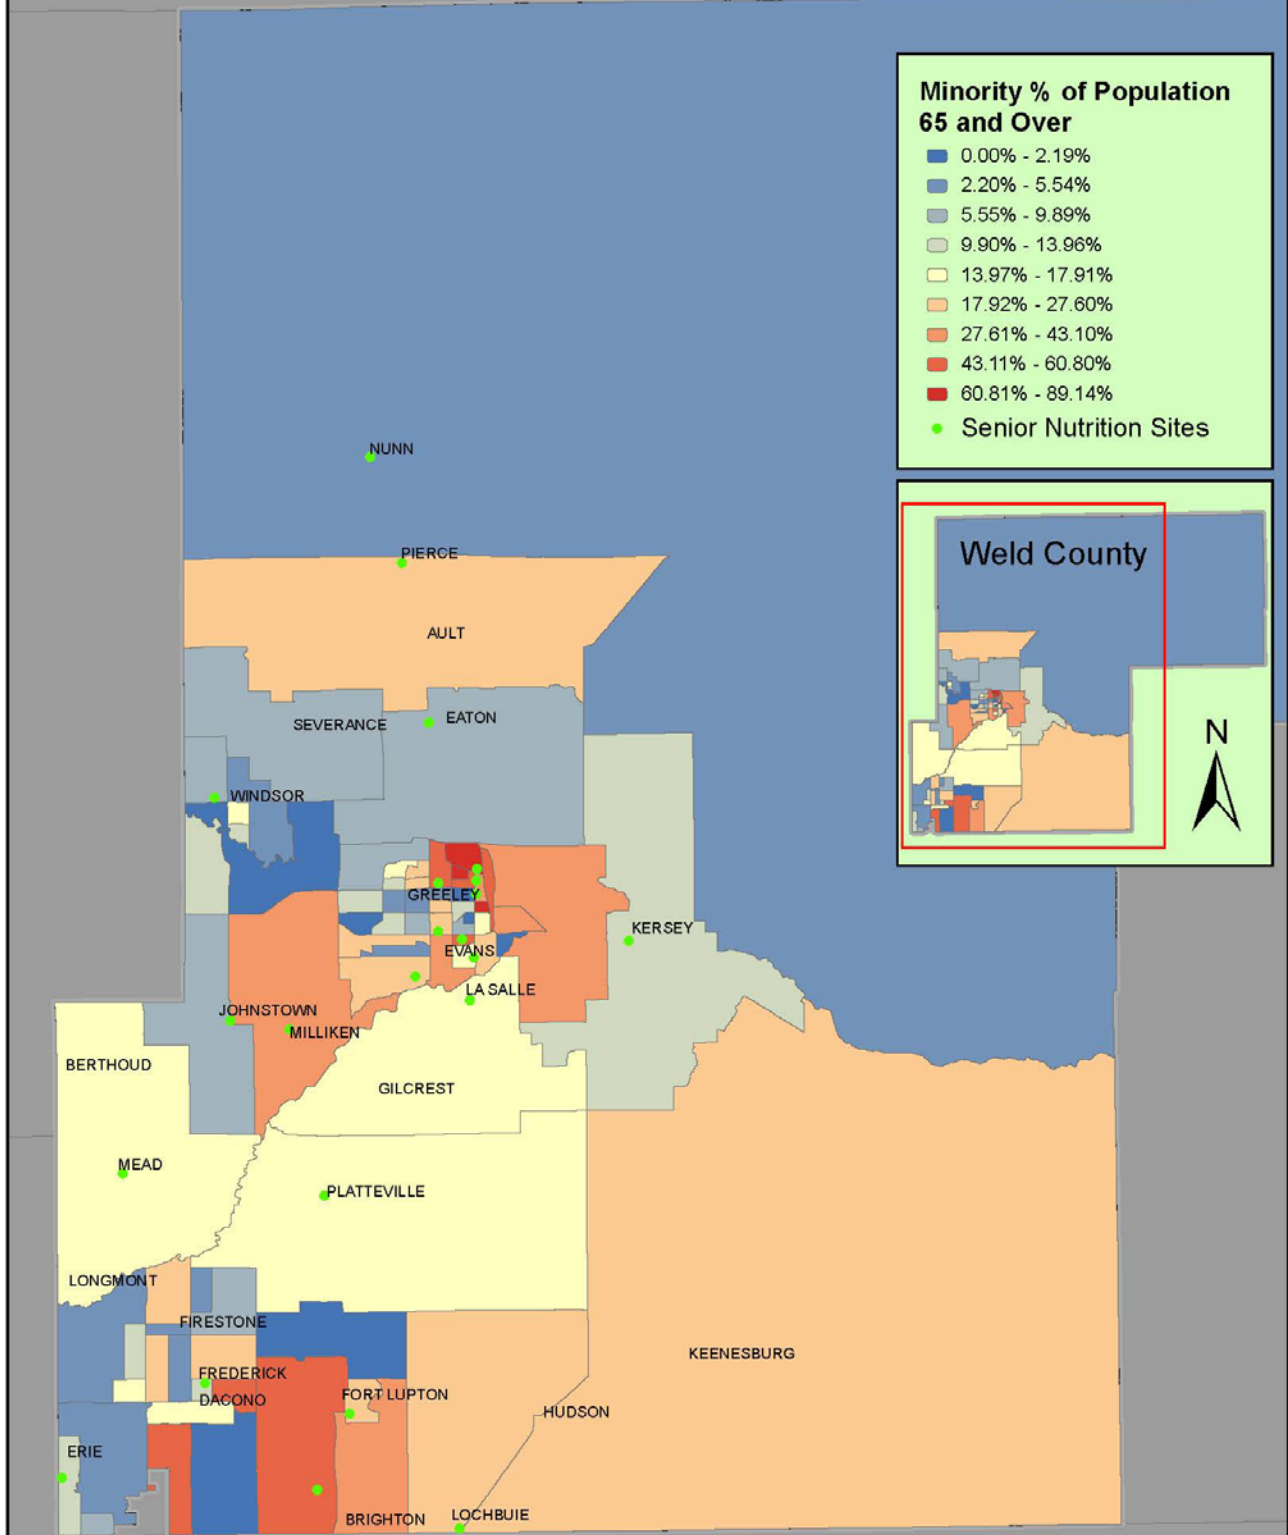 Minority % of Population
65 and Over
0.00% - 2.19%
2.20% - 5.54%
5.55% - 9.89%
9.90% - 13.96%
13.97% - 17.91%
17.92% - 27.60%
27.61% - 43.10%
43.11% - 60.80%
60.81% - 89.14%
Senior Nutrition Sites
NUNN
Weld County
PIERCE
AULT
EATON
SEVERANCE
N
WINDSOR
GREELEY
KERSEY
EVANS
LA SALLE
JOHNSTOWN
MILLIKEN
BERTHOUD
GILCREST
MEAD
PLATTEVILLE
LONGMONT
FIRESTONE
KEENESBURG
FREDERICK
FORT LUPTON
DACONO
HUDSON
ERIE
LOCHBUIE
BRIGHTON